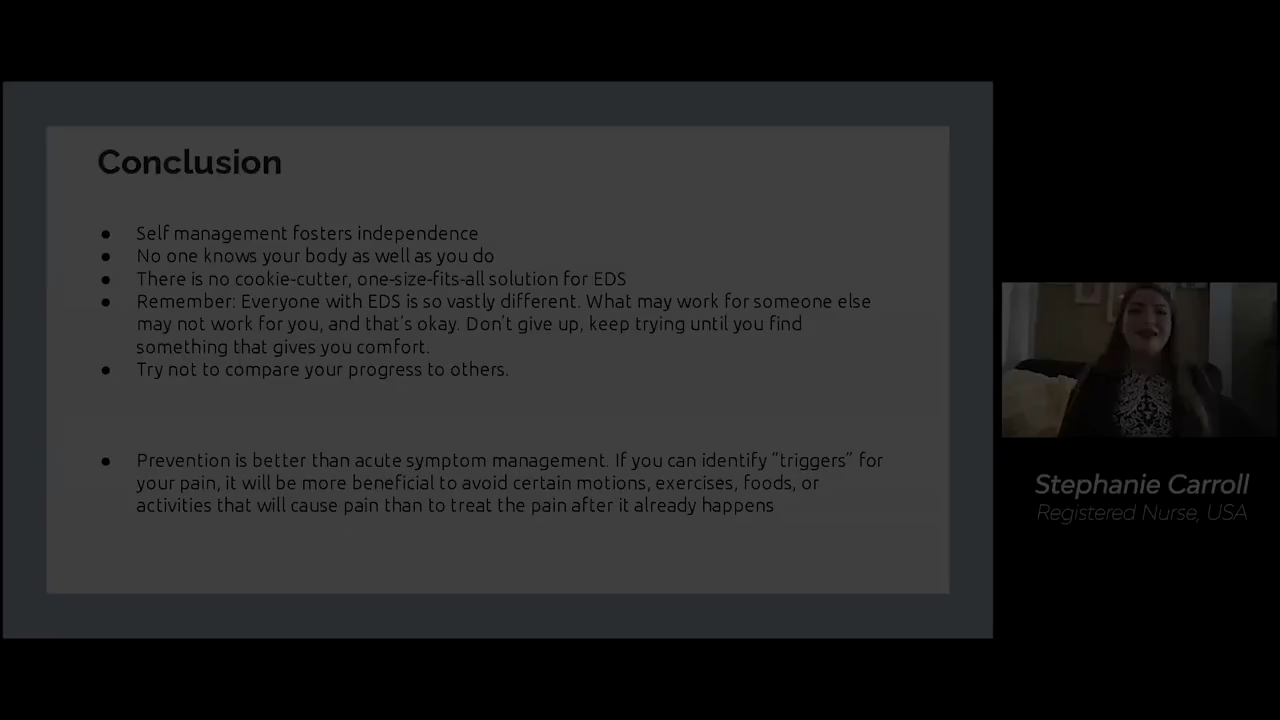 Conclusion
● Self management fosters independence
● No one knows your body as well as you do
● There is no cookie-cutter, one-size-fits-all solution for EDS
● Remember: Everyone with EDS is so vastly different. What may work for someone else
may not work for you, and that's okay. Don't give up, keep trying until you find
something that gives you comfort.
● Try not to compare your progress to others.
● Prevention is better than acute symptom management. If you can identify "triggers" for
your pain, it will be more beneficial to avoid certain motions, exercises, foods, or
activities that will cause pain than to treat the pain after it already happens
Stephanie Carroll
Registered Nurse, USA